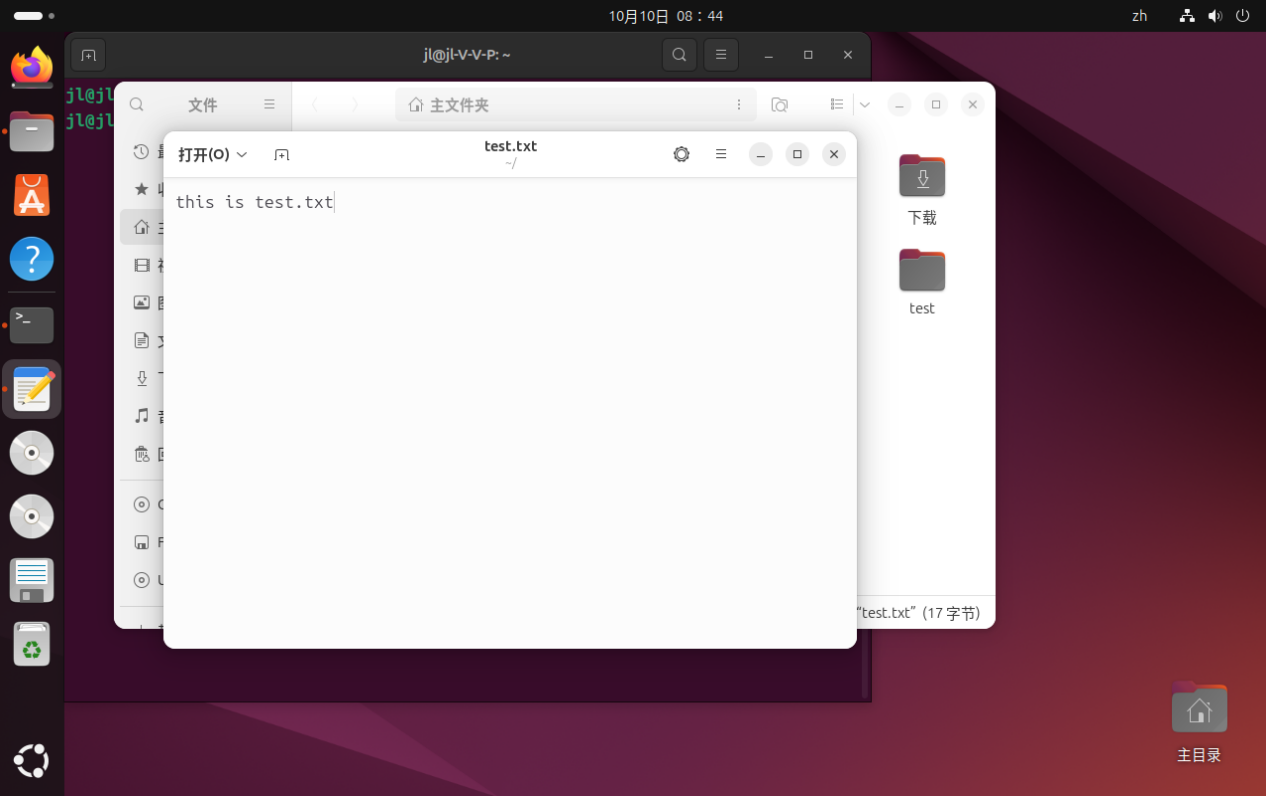 10月10日 08：44
zh
jl@jl-V-V-P: ~
jl@jl
jl@jl
文件
主文件夹
打开(O)
test.txt
~/
this is test.txt
下载
test
“test.txt” (17 字节)
主目录